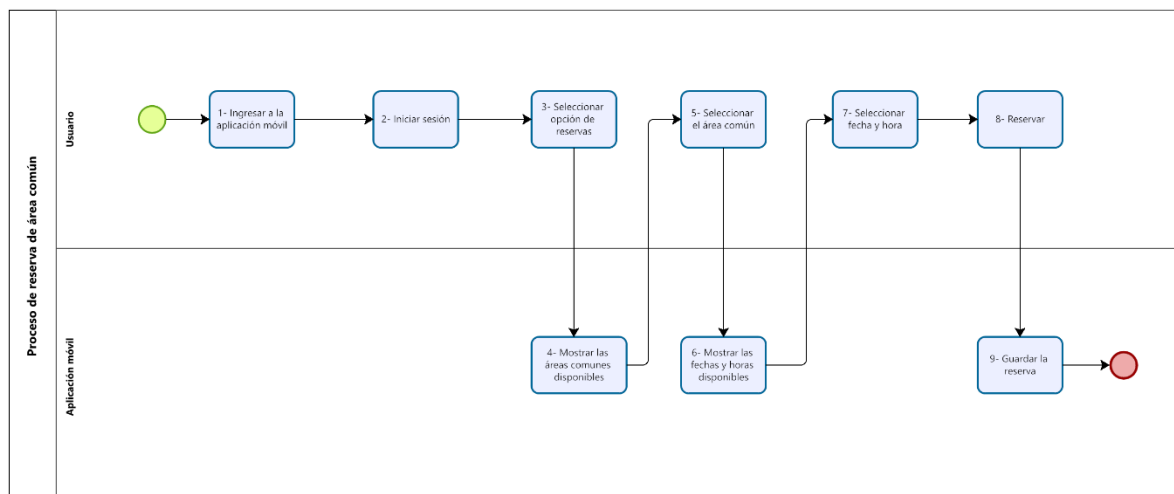 Proceso de reserva de área común
Usuario
1- Ingresar a la
aplicación móvil
2- Iniciar sesión
3- Seleccionar
opción de
reservas
5- Seleccionar
el área común
7- Seleccionar
fecha y hora
8- Reservar
Aplicación móvil
4- Mostrar las
áreas comunes
disponibles
6- Mostrar las
fechas y horas
disponibles
9- Guardar la
reserva